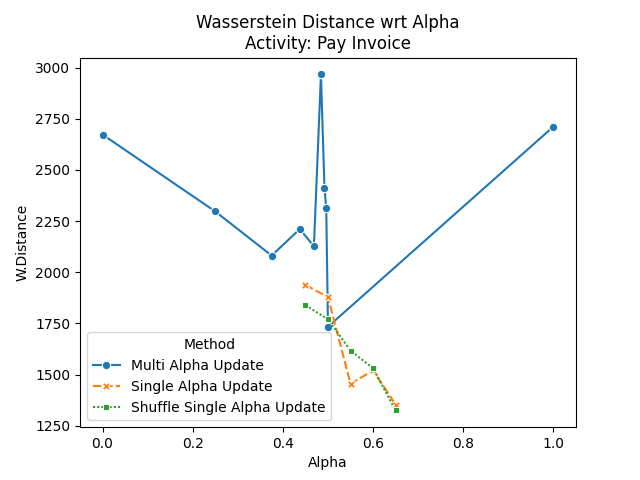 Wasserstein Distance wrt Alpha
Activity: Pay Invoice
3000
2750
2500
2250
2000
1750
1500
1250
W.Distance
Method
Multi Alpha Update
Single Alpha Update
Shuffle Single Alpha Update
0.0 0.2 0.4 0.6 0.8 1.0
Alpha